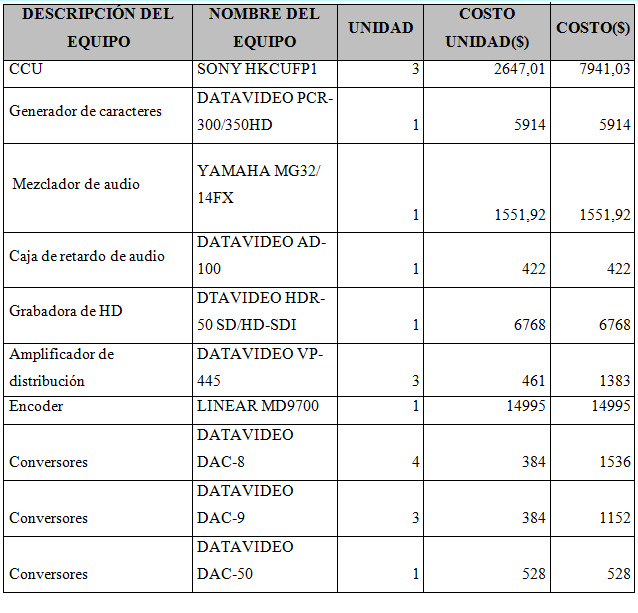 DESCRIPCIÓN DEL EQUIPO | NOMBRE DEL EQUIPO | UNIDAD | COSTO UNIDAD($) | COSTO($)
CCU | SONY HKCUFP1 | 3 | 2647,01 | 7941,03
Generador de caracteres | DATAVIDEO PCR-300/350HD | 1 | 5914 | 5914
Mezclador de audio | YAMAHA MG32/14FX | 1 | 1551,92 | 1551,92
Caja de retardo de audio | DATAVIDEO AD-100 | 1 | 422 | 422
Grabadora de HD | DTAVIDEO HDR-50 SD/HD-SDI | 1 | 6768 | 6768
Amplificador de distribución | DATAVIDEO VP-445 | 3 | 461 | 1383
Encoder | LINEAR MD9700 | 1 | 14995 | 14995
Conversores | DATAVIDEO DAC-8 | 4 | 384 | 1536
Conversores | DATAVIDEO DAC-9 | 3 | 384 | 1152
Conversores | DATAVIDEO DAC-50 | 1 | 528 | 528